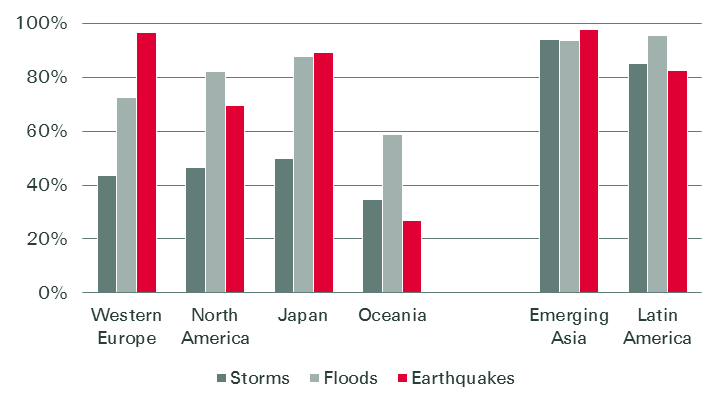 100%
80%
60%
40%
20%
0%
Western
Europe
North
America
Japan
Oceania
Emerging
Asia
Latin
America
Storms
Floods
Earthquakes